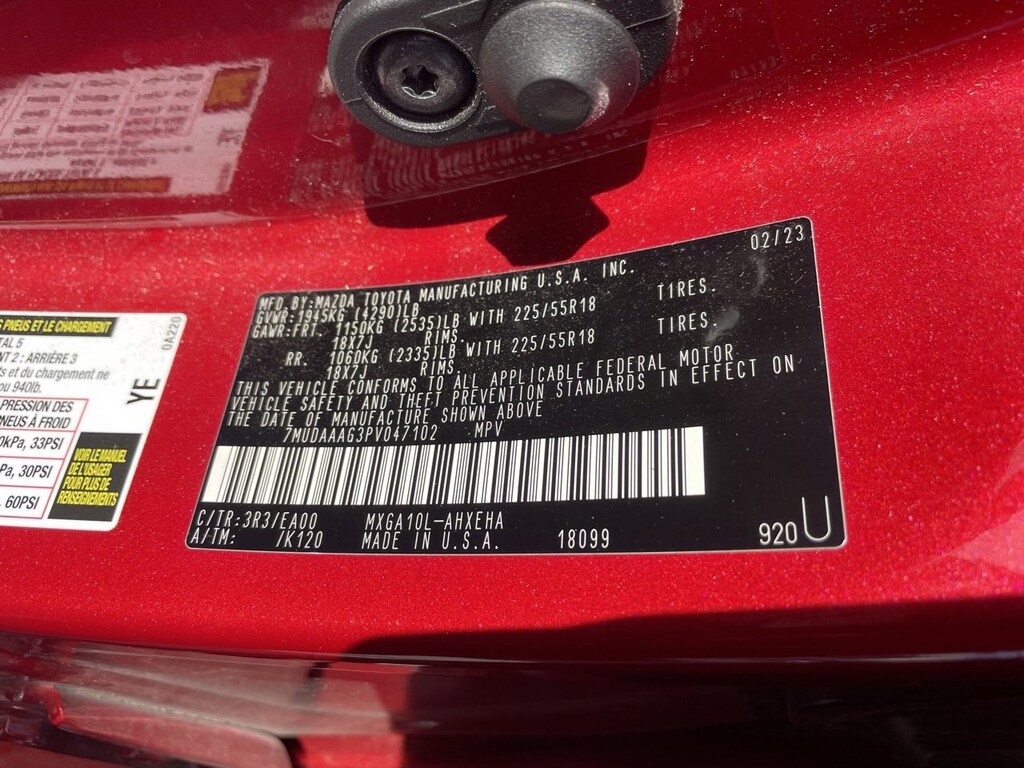 MFD. BY:MAZDA TOYOTA MANUFACTURING U.S.A. INC. 02/23
GVWR:1945KG (4290)LB
GAWR:FRT. 1150KG (2535)LB WITH 225/55R18 TIRES.
18X7J RIMS.
RR. 1060KG (2335)LB WITH 225/55R18 TIRES.
18X7J RIMS.
THIS VEHICLE CONFORMS TO ALL APPLICABLE FEDERAL MOTOR
VEHICLE SAFETY AND THEFT PREVENTION STANDARDS IN EFFECT ON
THE DATE OF MANUFACTURE SHOWN ABOVE
7MUDAAAG3PV047102 MPV
C/TR:3R3/EA00 MXGA10L-AHXEHA
A/TM: /K120 MADE IN U.S.A. 18099 920 U
PNEUS ET LE CHARGEMENT
TAL 5
NT 2 : ARRIÈRE 3
ts et du chargement ne
ou 940lb.
0A220
YE
PRESSION DES
NEUS À FROID
0kPa, 33PSI
Pa, 30PSI
, 60PSI
VOIR LE MANUEL
DE L'USAGER
POUR PLUS DE
RENSEIGNEMENTS